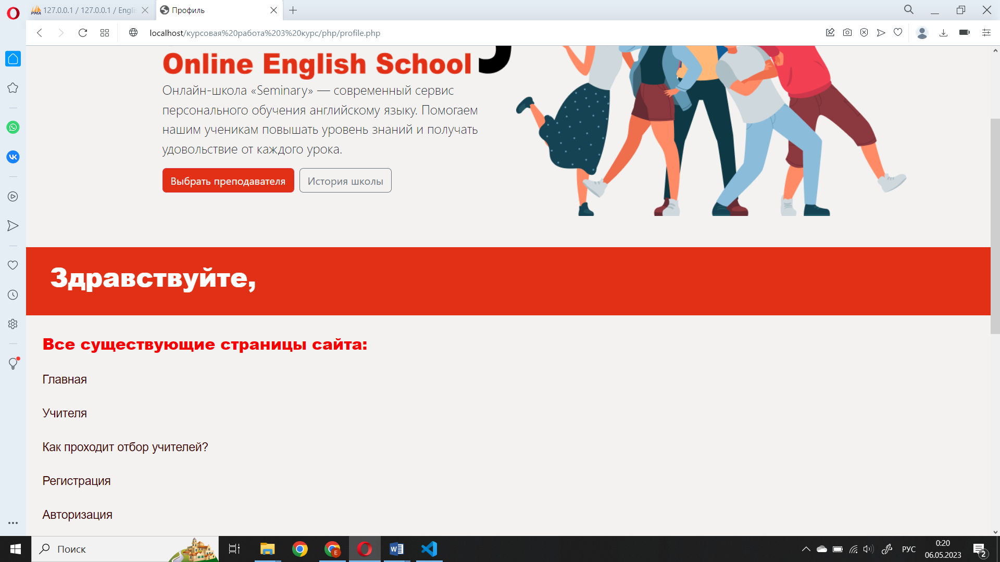 127.0.0.1 / 127.0.0.1 / Engli
Профиль
localhost/курсовая%20работа%203%20курс/php/profile.php
Online English School
Онлайн-школа «Seminary» — современный сервис
персонального обучения английскому языку. Помогаем
нашим ученикам повышать уровень знаний и получать
удовольствие от каждого урока.
Выбрать преподавателя
История школы
Здравствуйте,
Все существующие страницы сайта:
Главная
Учителя
Как проходит отбор учителей?
Регистрация
Авторизация
Поиск
РУС
0:20
06.05.2023
2